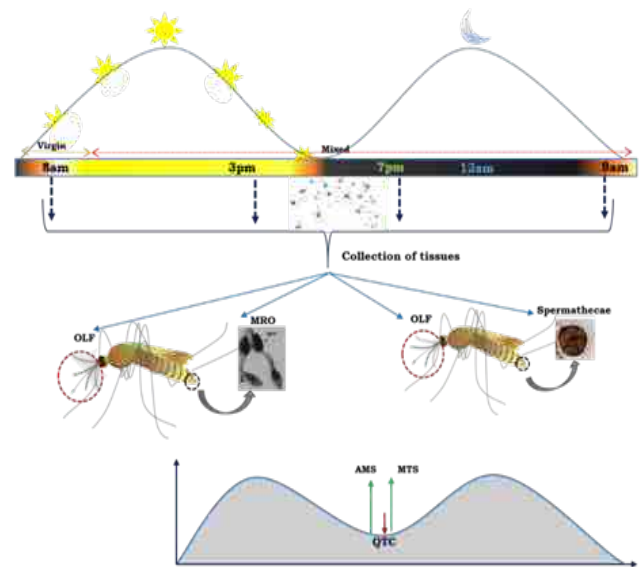 Virgin
Mixed
8am
3pm
7pm
12am
8am
Collection of tissues
OLF
MRO
OLF
Spermathecae
AMS
MTS
QTC